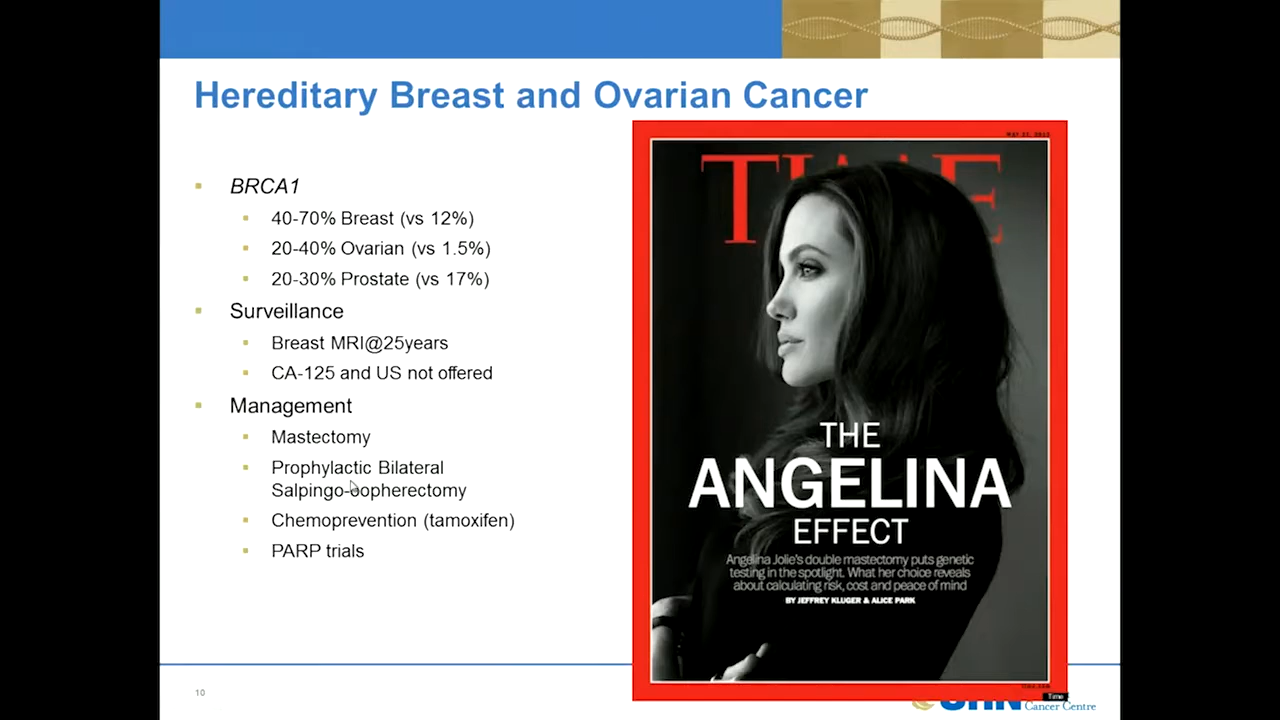 Hereditary Breast and Ovarian Cancer
BRCA1
40-70% Breast (vs 12%)
20-40% Ovarian (vs 1.5%)
20-30% Prostate (vs 17%)
Surveillance
Breast MRI@25years
CA-125 and US not offered
Management
Mastectomy
Prophylactic Bilateral
Salpingo-oopherectomy
Chemoprevention (tamoxifen)
PARP trials
10
TIME
THE
ANGELINA
EFFECT
Angelina Jolie's double mastectomy puts genetic
testing in the spotlight. What her choice reveals
about calculating risk, cost and peace of mind
BY JEFFREY KLUGER & ALICE PARK
Time
Cancer Centre